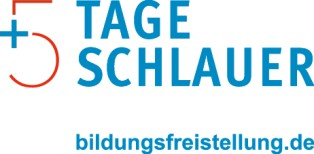 +5 TAGE
SCHLAUER
bildungsfreistellung.de